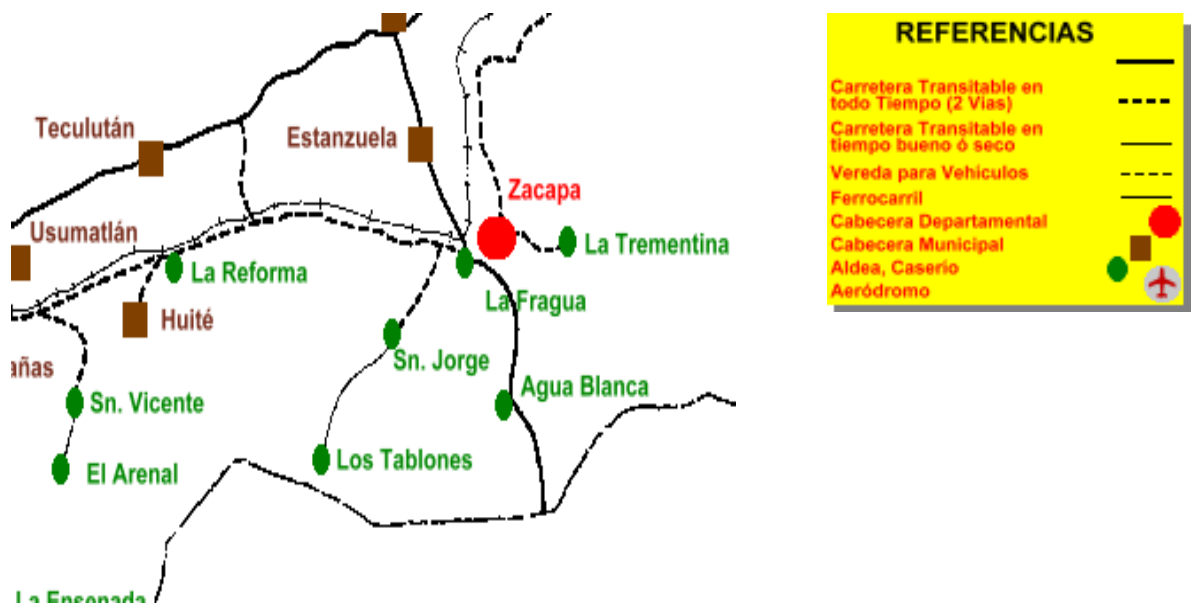 Teculután
Estanzuela
Zacapa
Usumatlán
La Trementina
La Reforma
La Fragua
Huité
Sn. Jorge
añas
Agua Blanca
Sn. Vicente
Los Tablones
El Arenal
La Ensenada
REFERENCIAS
Carretera Transitable en
todo Tiempo (2 Vías)
Carretera Transitable en
tiempo bueno ó seco
Vereda para Vehículos
Ferrocarril
Cabecera Departamental
Cabecera Municipal
Aldea, Caserio
Aeródromo